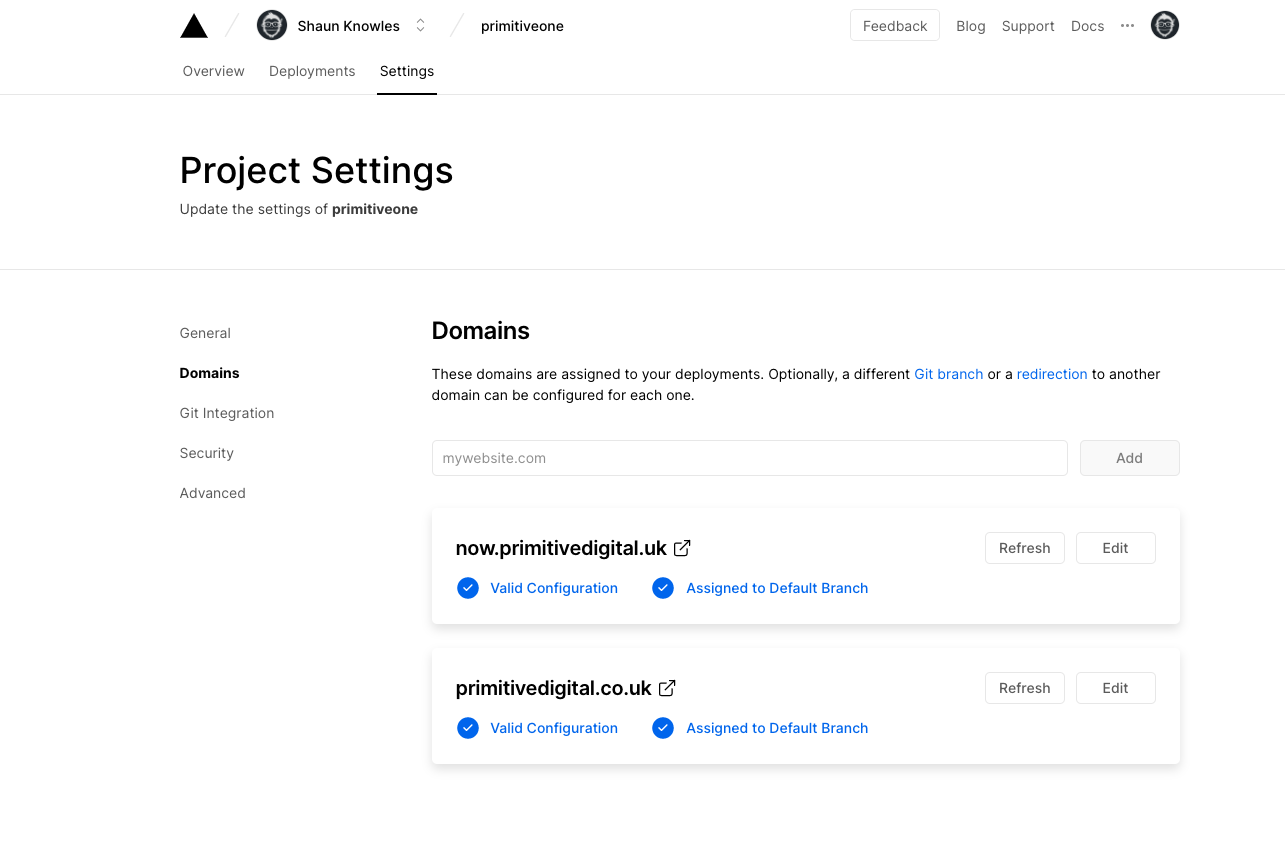 Shaun Knowles primitiveone Feedback Blog Support Docs
Overview Deployments Settings
Project Settings
Update the settings of primitiveone
General
Domains
Git Integration
Security
Advanced
Domains
These domains are assigned to your deployments. Optionally, a different Git branch or a redirection to another
domain can be configured for each one.
mywebsite.com Add
now.primitivedigital.uk Refresh Edit
Valid Configuration Assigned to Default Branch
primitivedigital.co.uk Refresh Edit
Valid Configuration Assigned to Default Branch